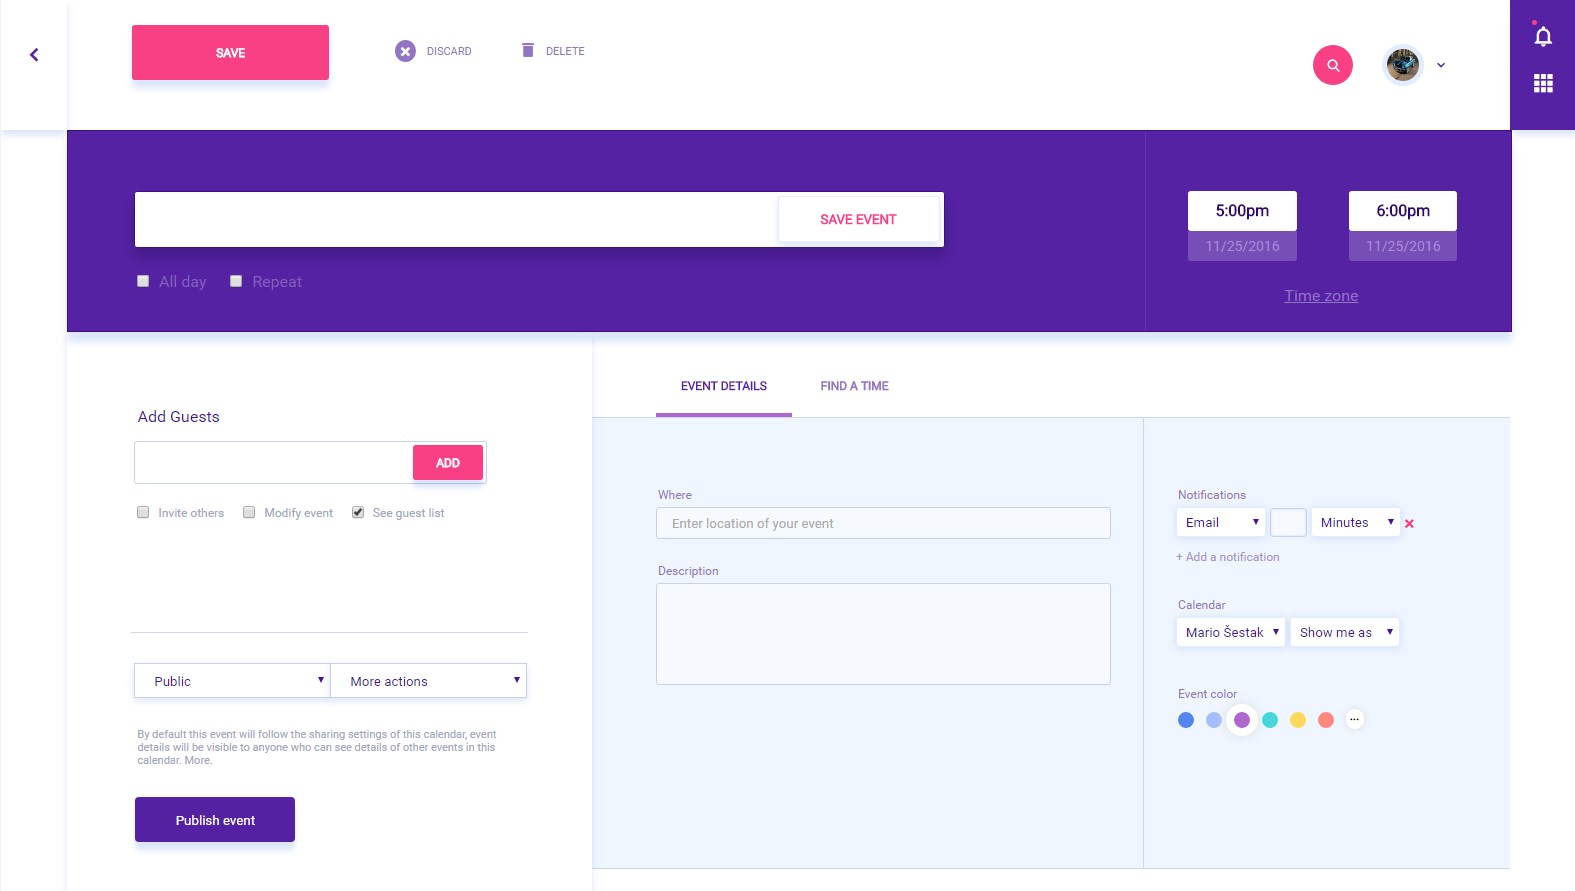 SAVE
DISCARD
DELETE
SAVE EVENT
All day
Repeat
5:00pm
11/25/2016
6:00pm
11/25/2016
Time zone
Add Guests
ADD
Invite others
Modify event
See guest list
Public
More actions
By default this event will follow the sharing settings of this calendar, event
details will be visible to anyone who can see details of other events in this
calendar. More.
Publish event
EVENT DETAILS
FIND A TIME
Where
Enter location of your event
Description
Notifications
Email
Minutes
+ Add a notification
Calendar
Mario Šestak
Show me as
Event color
...